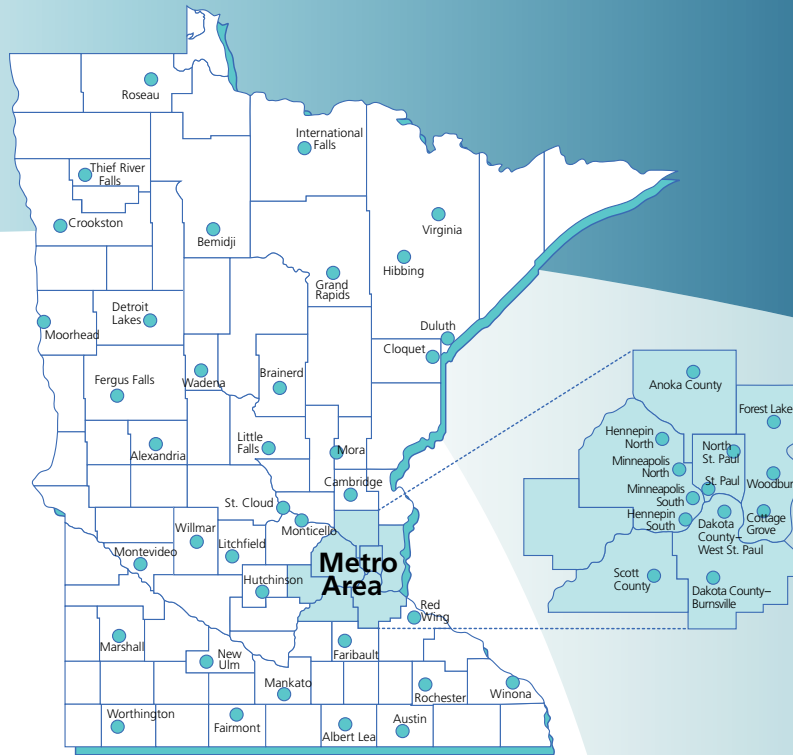 Roseau
International
Falls
Thief River
Falls
Crookston
Bemidji
Virginia
Hibbing
Grand
Rapids
Detroit
Lakes
Moorhead
Duluth
Cloquet
Fergus Falls
Wadena
Brainerd
Anoka County
Forest Lake
Alexandria
Little
Falls
Mora
Hennepin
North
North
St. Paul
Minneapolis
North
St. Paul
Woodbur
Cambridge
Minneapolis
South
Hennepin
South
Cottage
Grove
Dakota
County–
West St. Paul
St. Cloud
Monticello
Willmar
Litchfield
Montevideo
Metro
Area
Hutchinson
Scott
County
Dakota County–
Burnsville
Red
Wing
Marshall
New
Ulm
Faribault
Mankato
Rochester
Winona
Worthington
Fairmont
Albert Lea
Austin